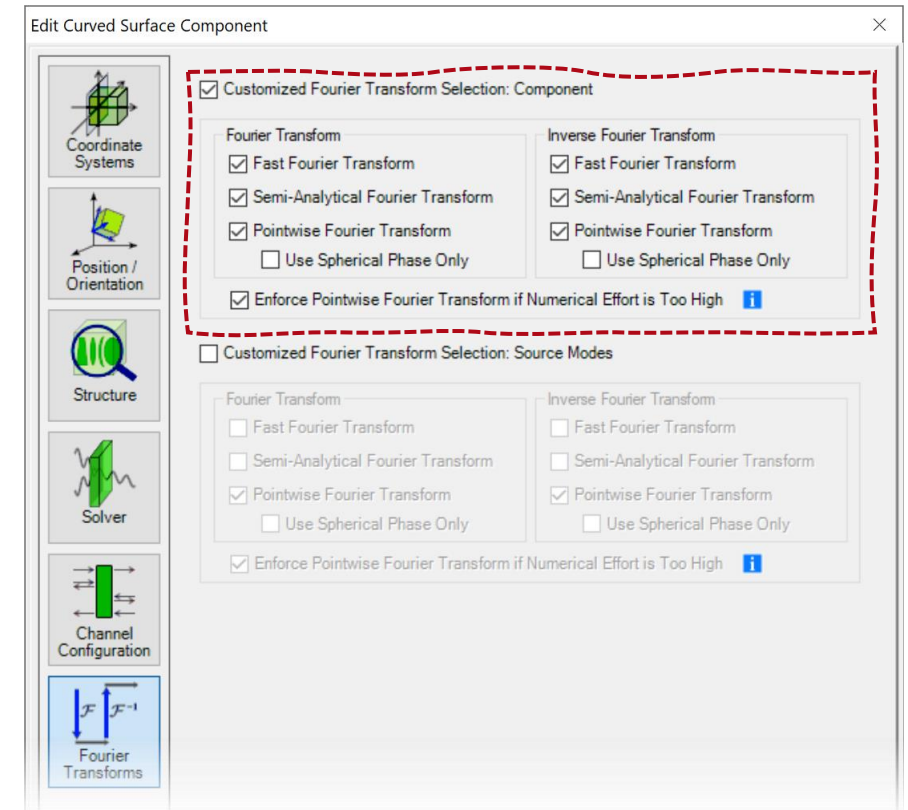 Edit Curved Surface Component
Coordinate
Systems
Position /
Orientation
Structure
Solver
Channel
Configuration
ℱ ℱ⁻¹
Fourier
Transforms
Customized Fourier Transform Selection: Component
Fourier Transform
Fast Fourier Transform
Semi-Analytical Fourier Transform
Pointwise Fourier Transform
Use Spherical Phase Only
Inverse Fourier Transform
Fast Fourier Transform
Semi-Analytical Fourier Transform
Pointwise Fourier Transform
Use Spherical Phase Only
Enforce Pointwise Fourier Transform if Numerical Effort is Too High i
Customized Fourier Transform Selection: Source Modes
Fourier Transform
Fast Fourier Transform
Semi-Analytical Fourier Transform
Pointwise Fourier Transform
Use Spherical Phase Only
Inverse Fourier Transform
Fast Fourier Transform
Semi-Analytical Fourier Transform
Pointwise Fourier Transform
Use Spherical Phase Only
Enforce Pointwise Fourier Transform if Numerical Effort is Too High i